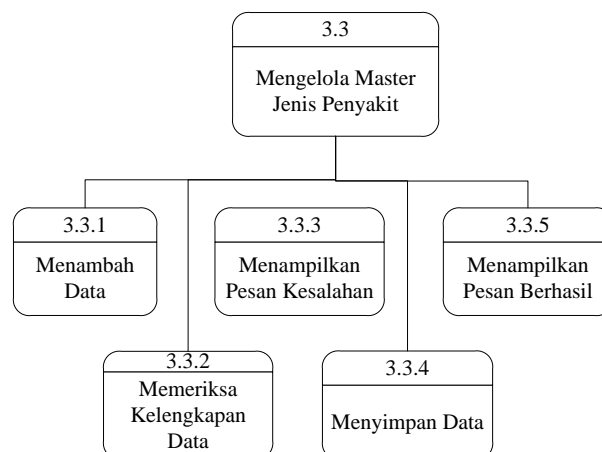 3.3
Mengelola Master
Jenis Penyakit
3.3.1
Menambah
Data
3.3.3
Menampilkan
Pesan Kesalahan
3.3.5
Menampilkan
Pesan Berhasil
3.3.2
Memeriksa
Kelengkapan
Data
3.3.4
Menyimpan Data